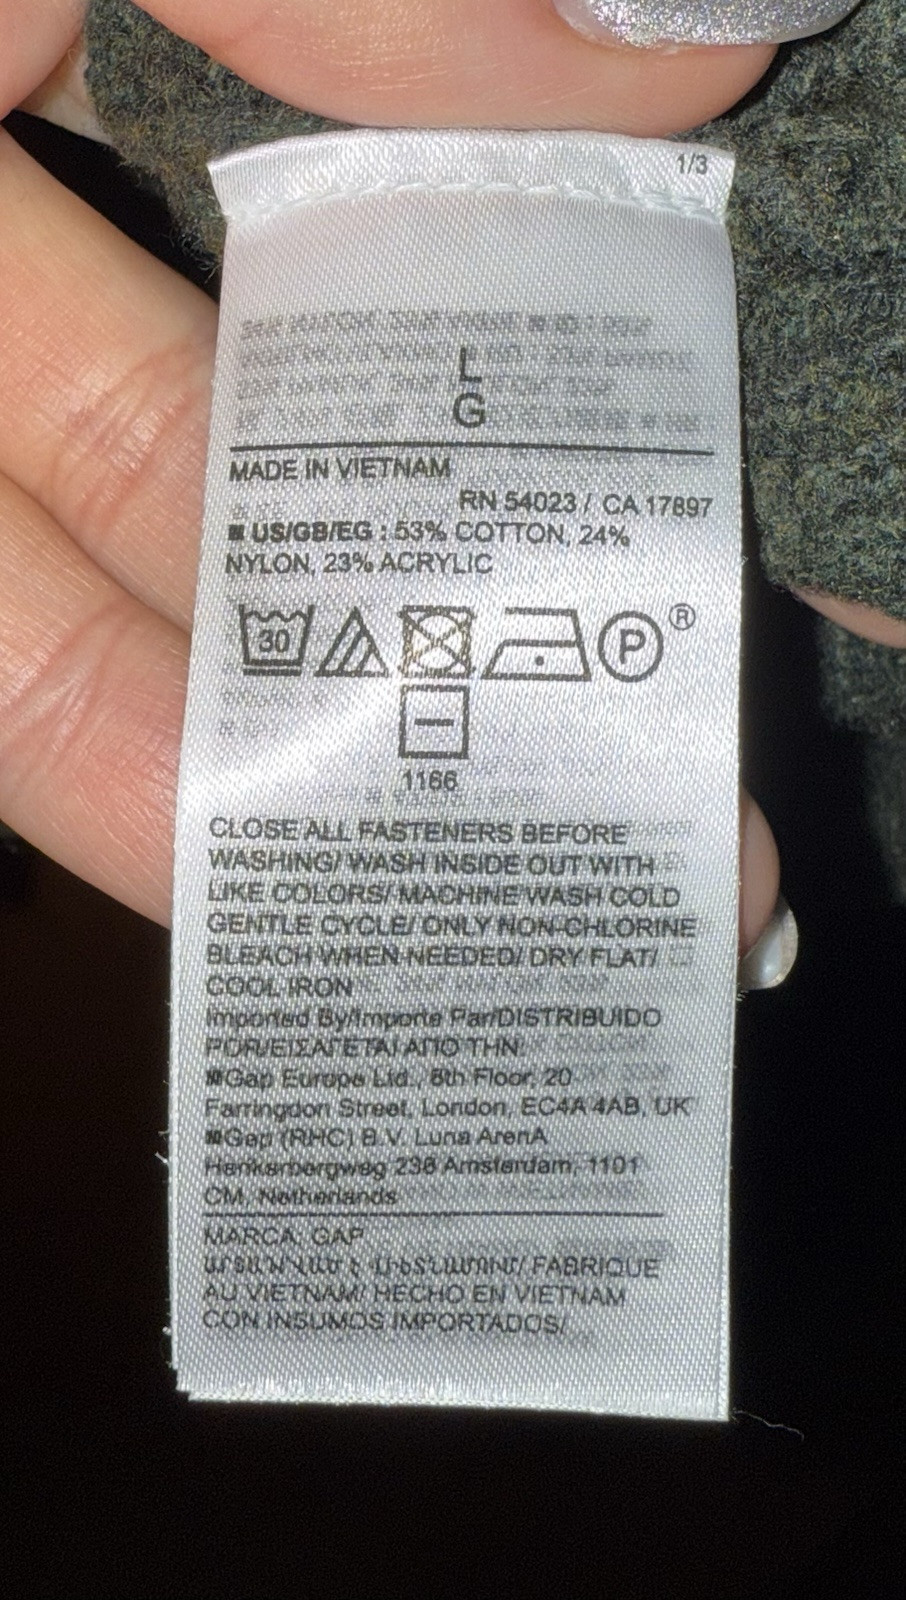 1/3
L
G
MADE IN VIETNAM
RN 54023 / CA 17897
■ US/GB/EG : 53% COTTON, 24%
NYLON, 23% ACRYLIC
30
P ®
1166
CLOSE ALL FASTENERS BEFORE
WASHING/ WASH INSIDE OUT WITH
LIKE COLORS/ MACHINE WASH COLD
GENTLE CYCLE/ ONLY NON-CHLORINE
BLEACH WHEN NEEDED/ DRY FLAT/
COOL IRON
Imported By/Importe Par/DISTRIBUIDO
POR/ΕΙΣΑΓΕΤΑΙ ΑΠΟ ΤΗΝ:
■Gap Europe Ltd., 8th Floor, 20
Farringdon Street, London, EC4A 4AB, UK
■Gap (RHC) B.V. Luna ArenA
Herikerbergweg 238 Amsterdam, 1101
CM, Netherlands
MARCA: GAP
FABRIQUE
AU VIETNAM/ HECHO EN VIETNAM
CON INSUMOS IMPORTADOS/